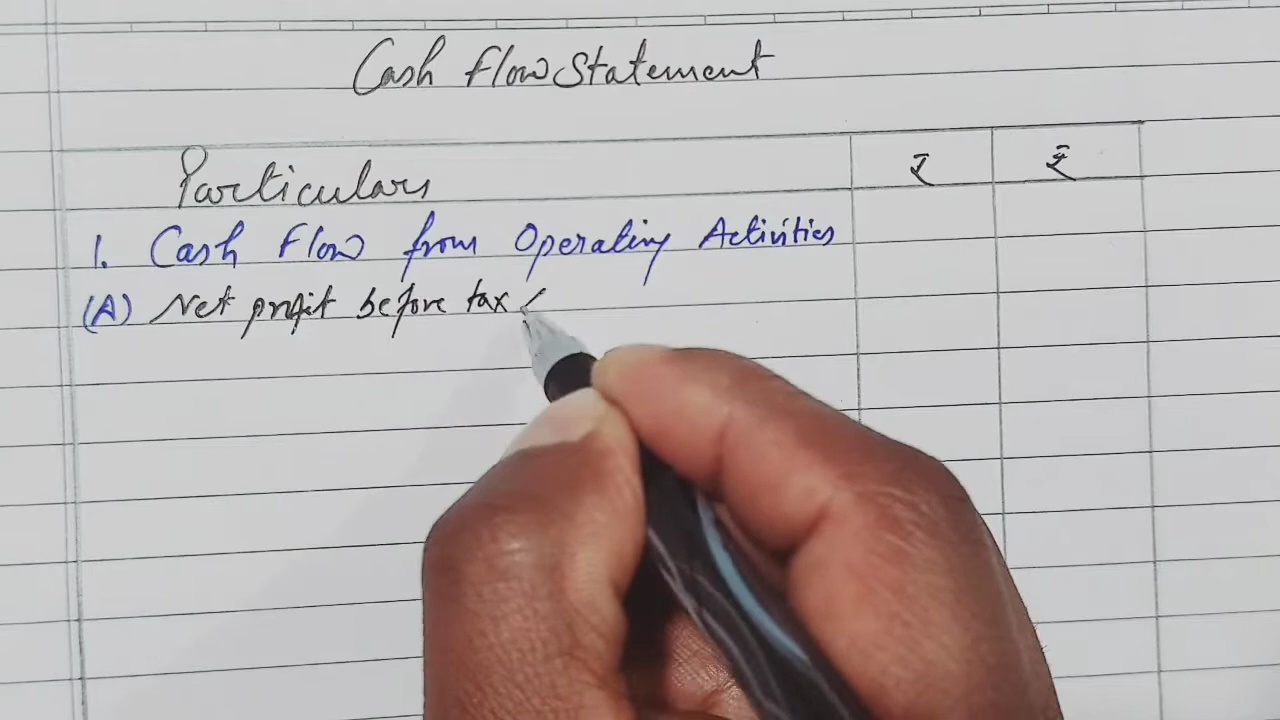 Cash Flow Statement
Particulars ₹ ₹
1. Cash Flow from Operating Activities
(A) Net profit before tax